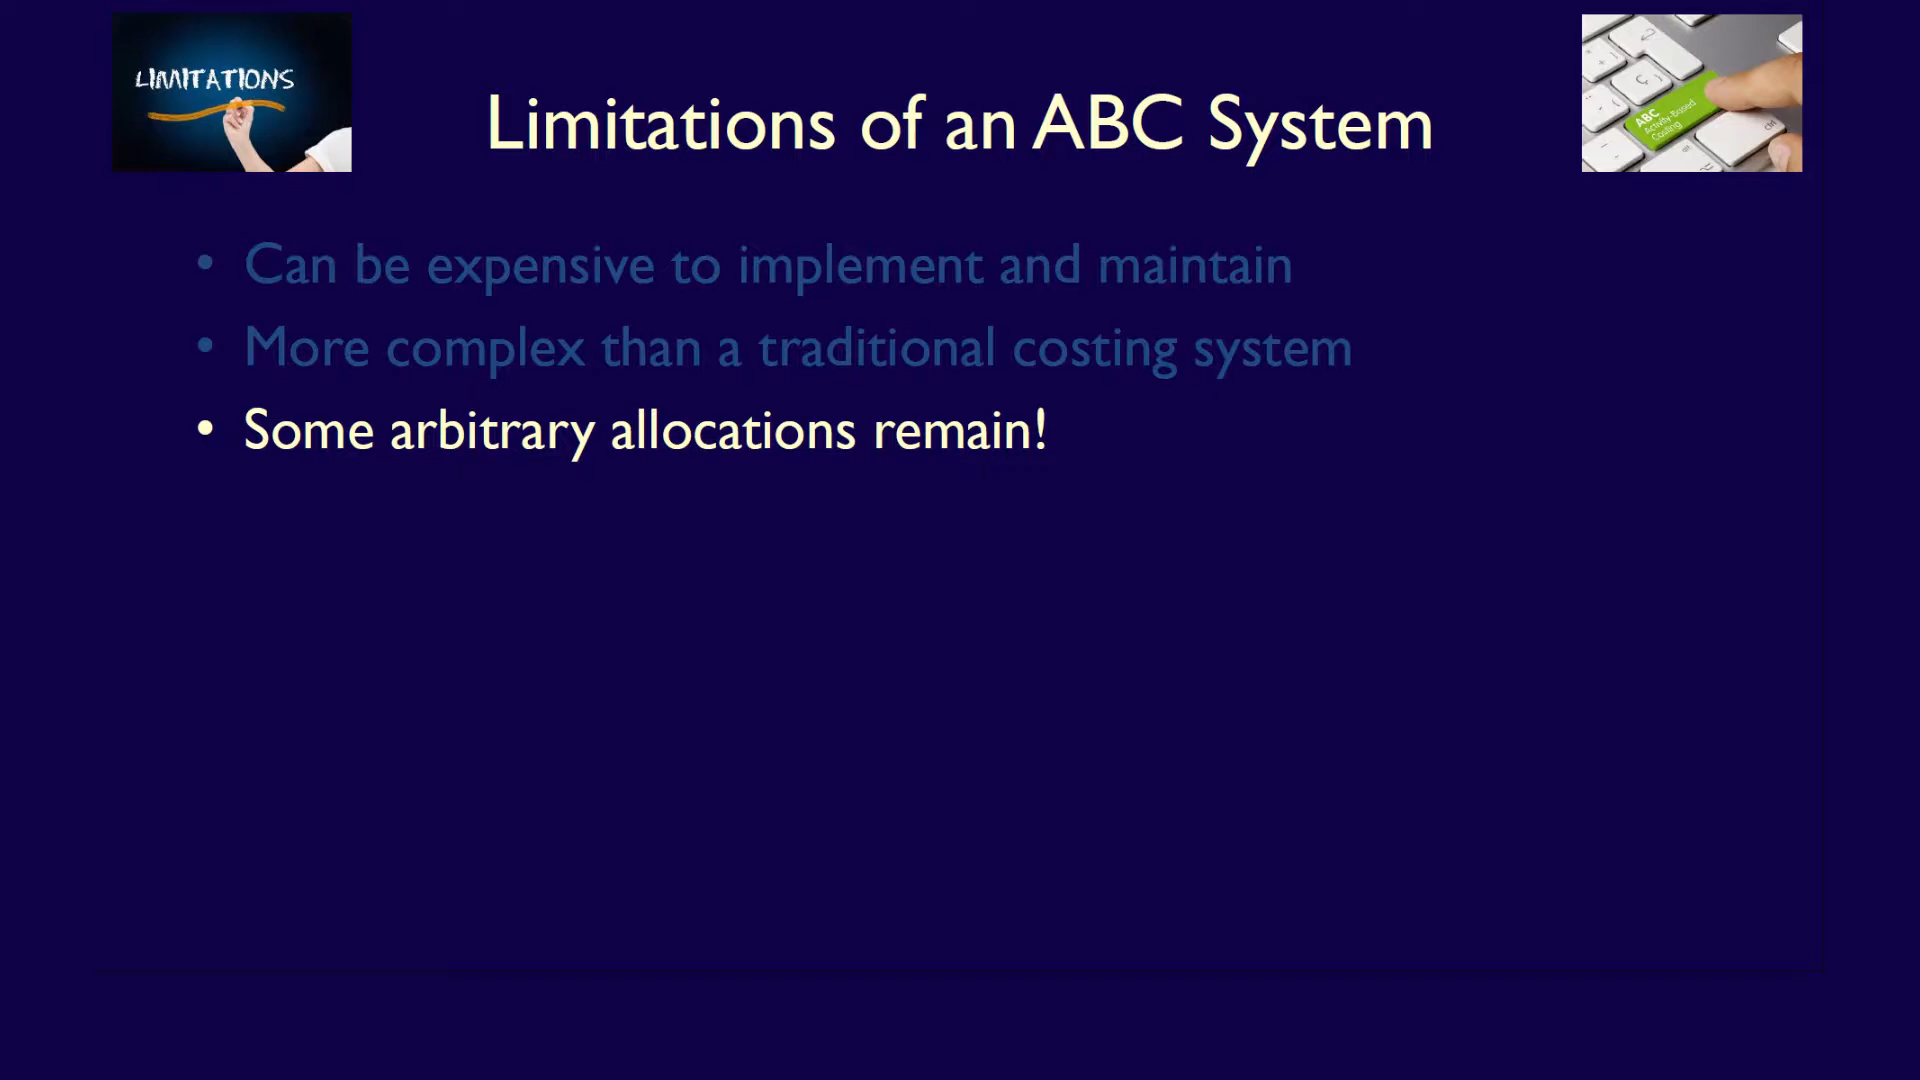 LIMITATIONS
Limitations of an ABC System
ABC
Activity-Based
Costing
ctrl
• Can be expensive to implement and maintain
• More complex than a traditional costing system
• Some arbitrary allocations remain!